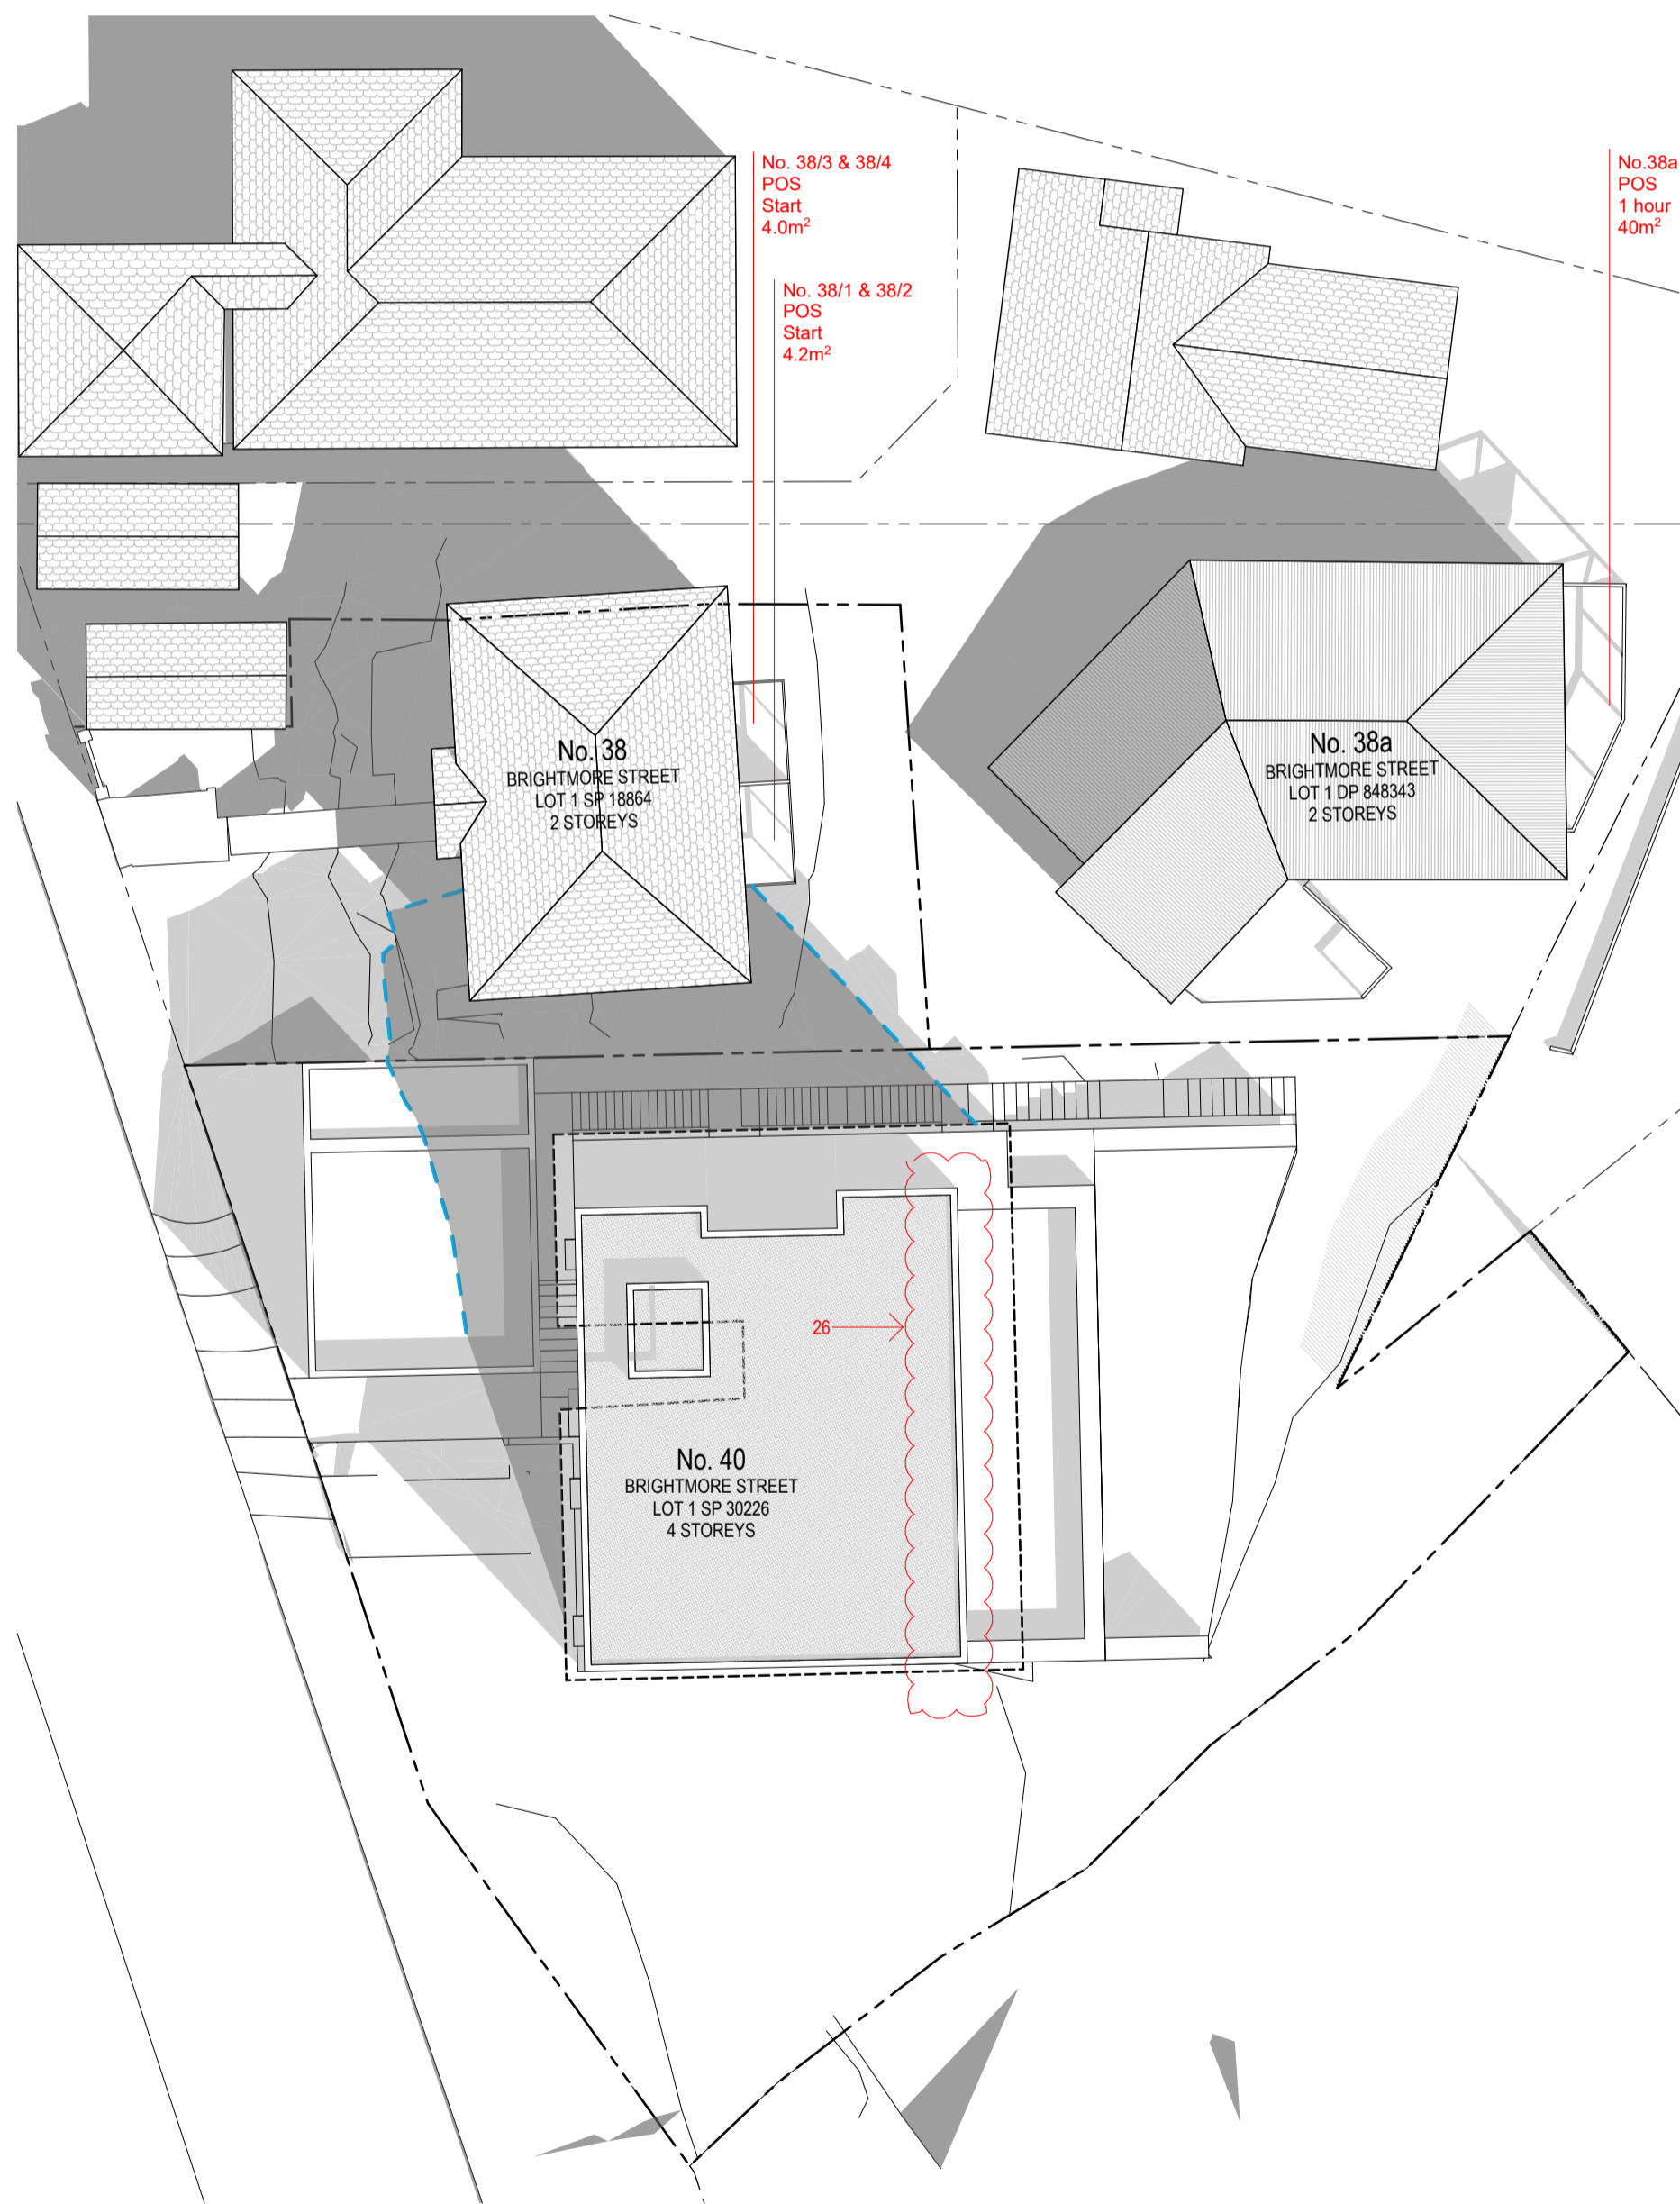 No. 38/3 & 38/4
POS
Start
4.0m²
No.38a
POS
1 hour
40m²
No. 38/1 & 38/2
POS
Start
4.2m²
No. 38
BRIGHTMORE STREET
LOT 1 SP 18864
2 STOREYS
No. 38a
BRIGHTMORE STREET
LOT 1 DP 848343
2 STOREYS
26
No. 40
BRIGHTMORE STREET
LOT 1 SP 30226
4 STOREYS